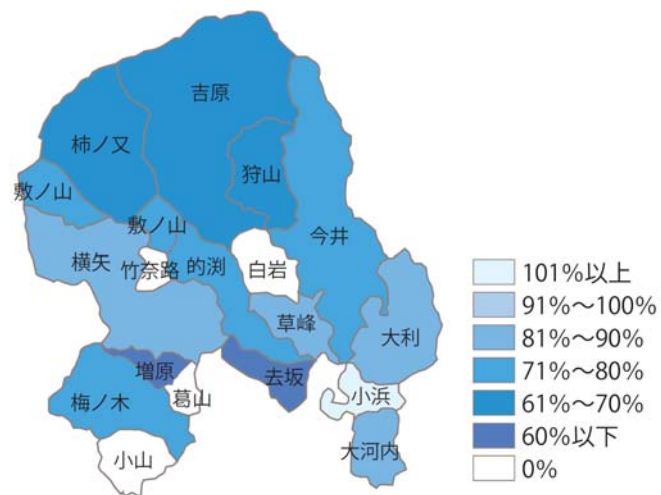 吉原
柿ノ又
狩山
敷ノ山
敷ノ山
今井
横矢
竹奈路
的渕
白岩
草峰
大利
増原
葛山
去坂
小浜
梅ノ木
小山
大河内
101%以上
91%～100%
81%～90%
71%～80%
61%～70%
60%以下
0%